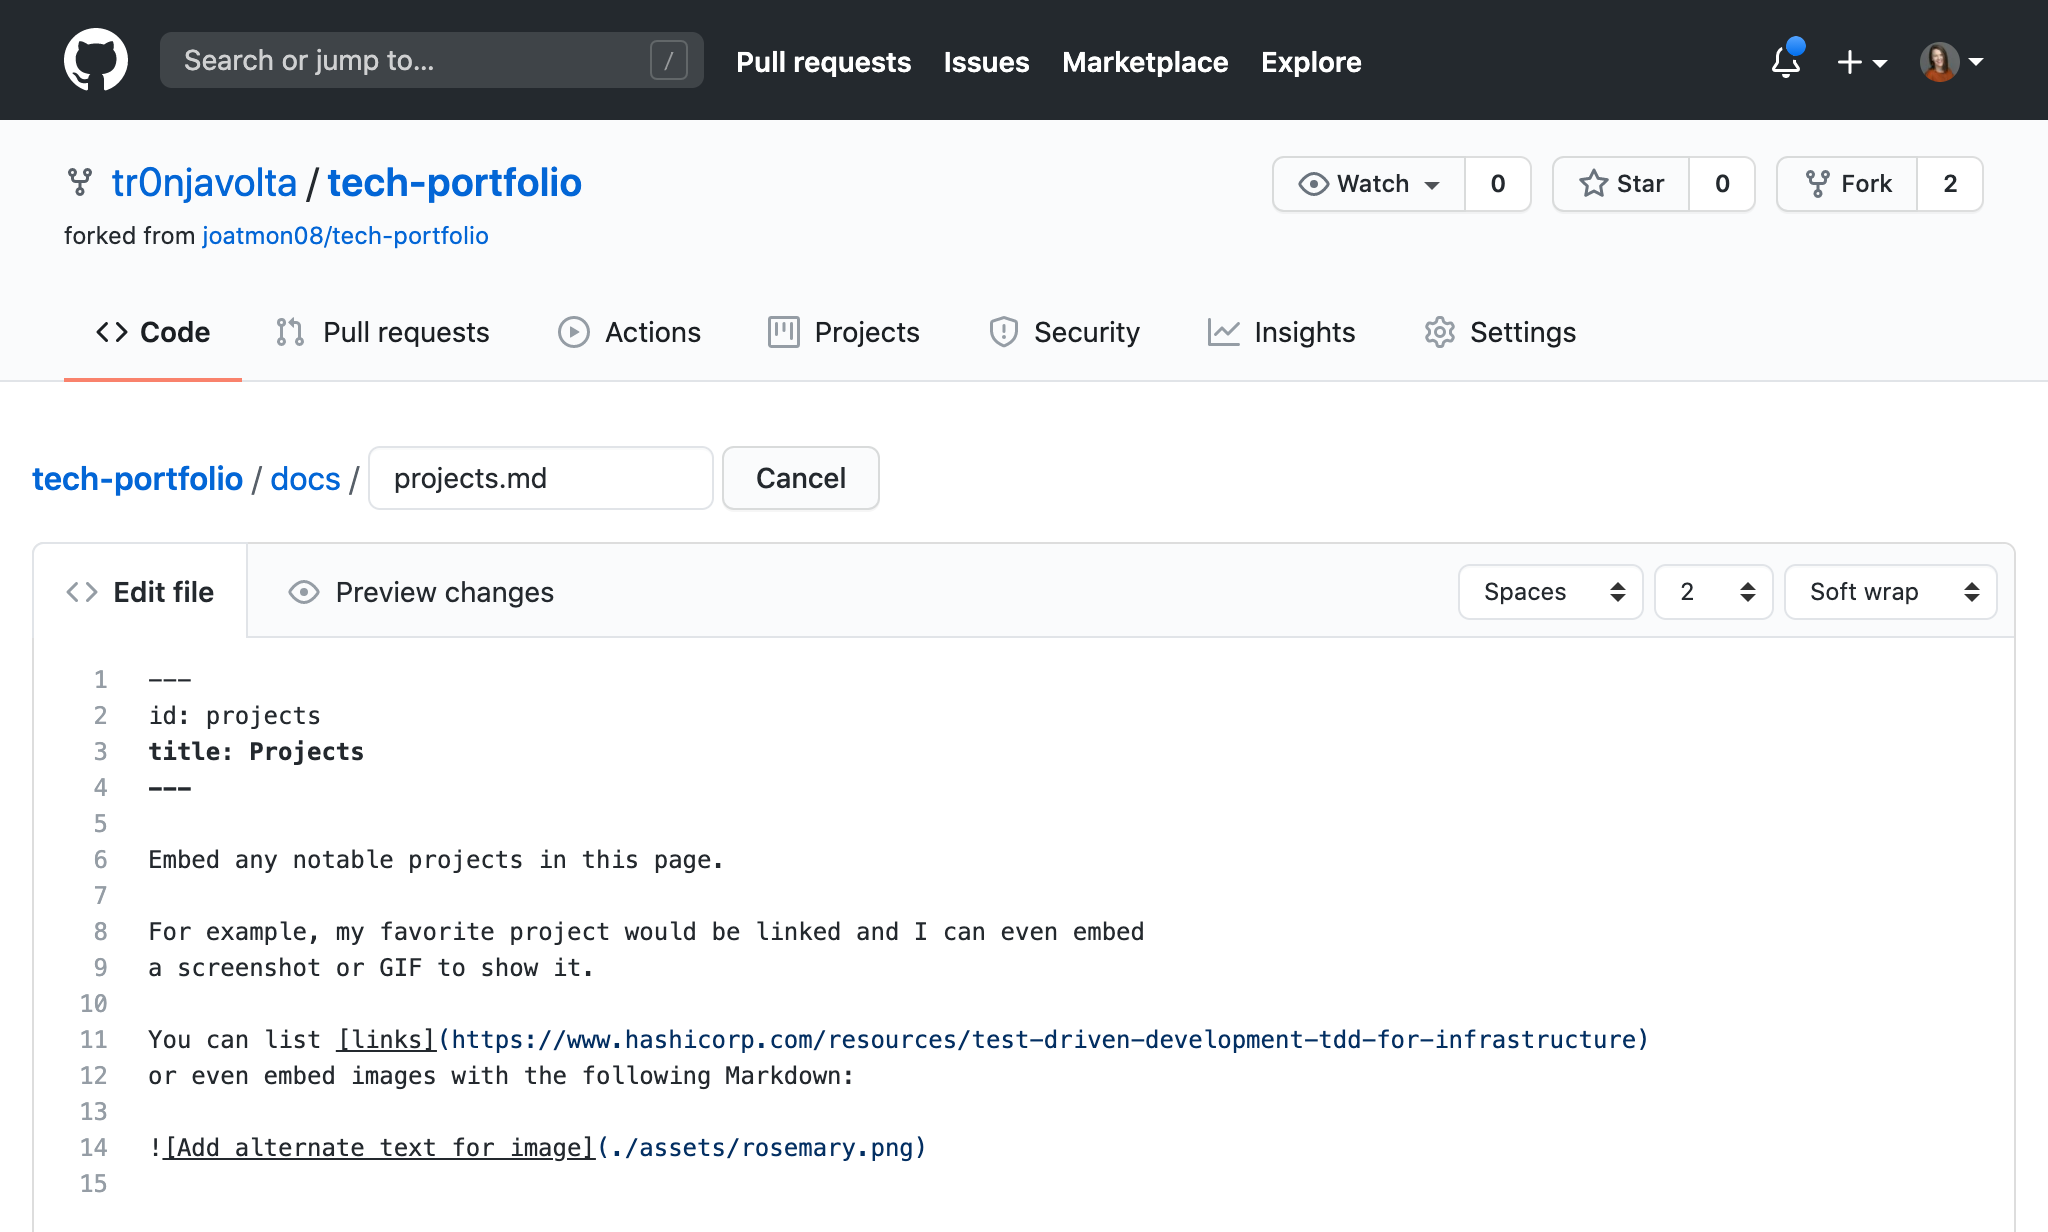 Search or jump to... /
Pull requests Issues Marketplace Explore
tr0njavolta / tech-portfolio
Watch 0 Star 0 Fork 2
forked from joatmon08/tech-portfolio
Code Pull requests Actions Projects Security Insights Settings
tech-portfolio / docs / projects.md Cancel
Edit file Preview changes Spaces 2 Soft wrap
1 ---
2 id: projects
3 title: Projects
4 ---
5
6 Embed any notable projects in this page.
7
8 For example, my favorite project would be linked and I can even embed
9 a screenshot or GIF to show it.
10
11 You can list [links](https://www.hashicorp.com/resources/test-driven-development-tdd-for-infrastructure)
12 or even embed images with the following Markdown:
13
14 ![Add alternate text for image](./assets/rosemary.png)
15